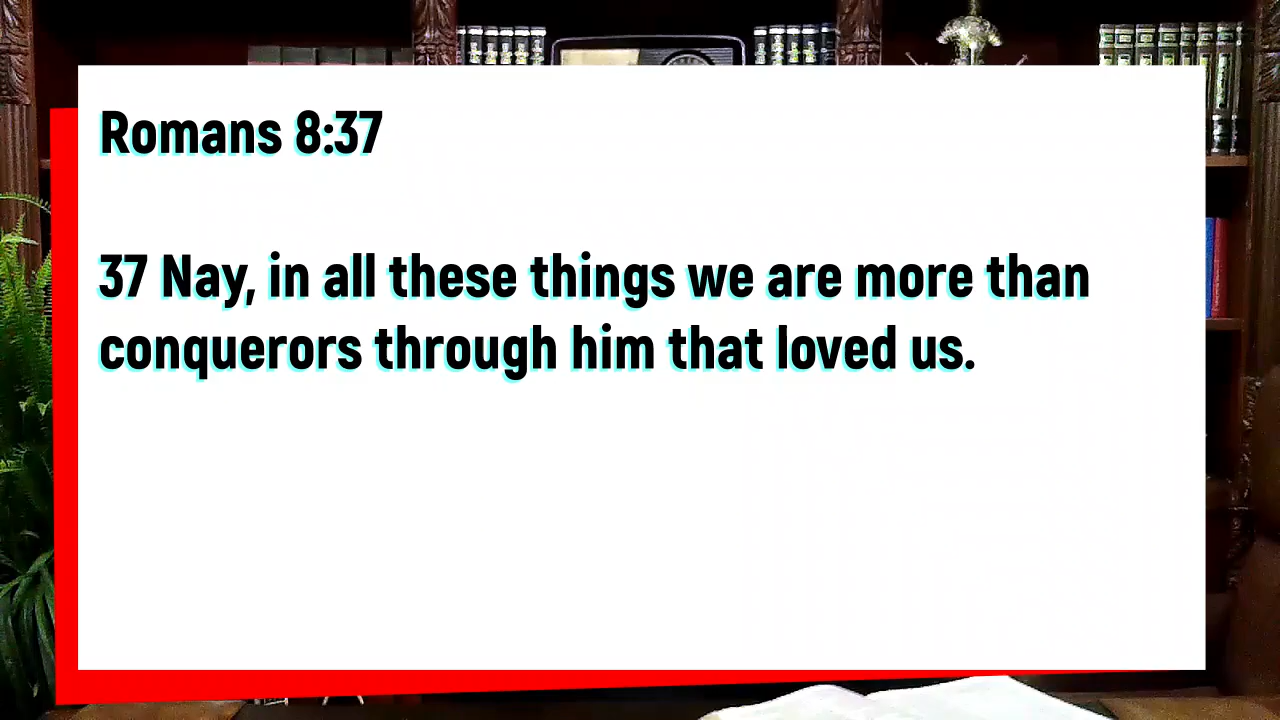 Romans 8:37
37 Nay, in all these things we are more than
conquerors through him that loved us.